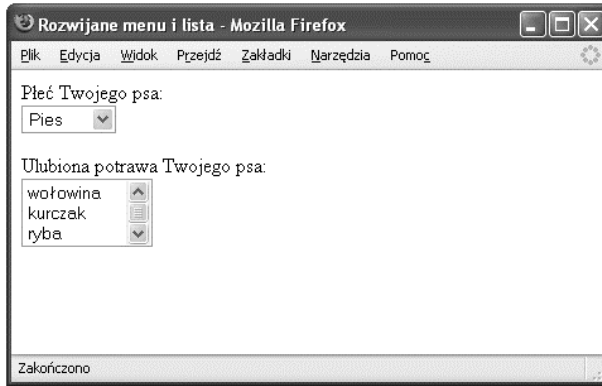 Rozwijane menu i lista - Mozilla Firefox
Plik Edycja Widok Przejdź Zakładki Narzędzia Pomoc
Płeć Twojego psa:
Pies
Ulubiona potrawa Twojego psa:
wołowina
kurczak
ryba
Zakończono